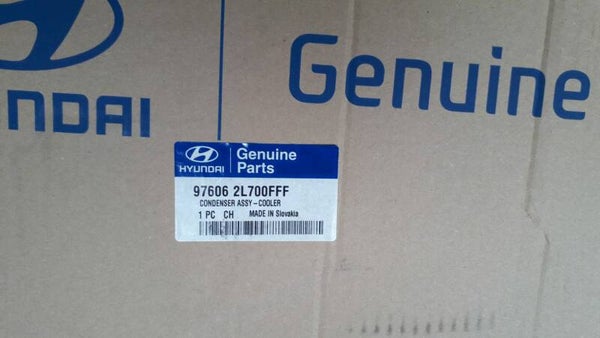 Genuine
NDAI
HYUNDAI
Genuine
Parts
97606 2L700FFF
CONDENSER ASSY-COOLER
1 PC CH MADE IN Slovakia